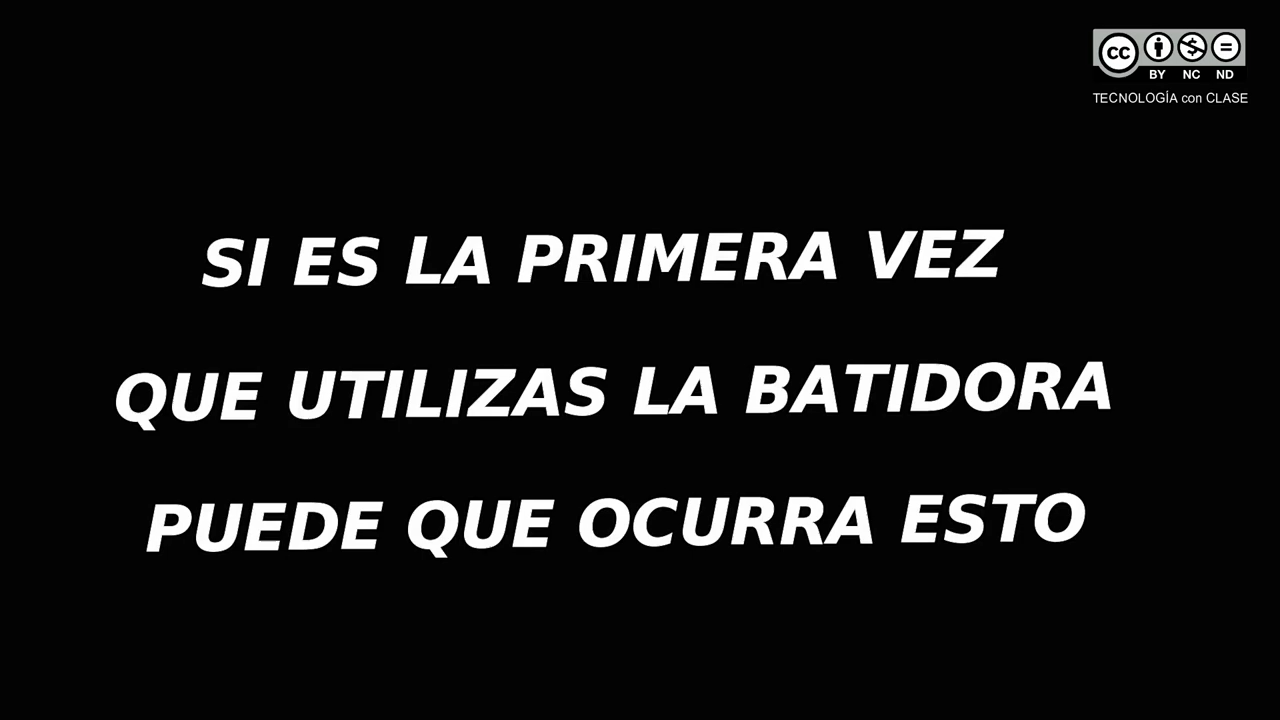 cc
BY NC ND
TECNOLOGÍA con CLASE
SI ES LA PRIMERA VEZ
QUE UTILIZAS LA BATIDORA
PUEDE QUE OCURRA ESTO